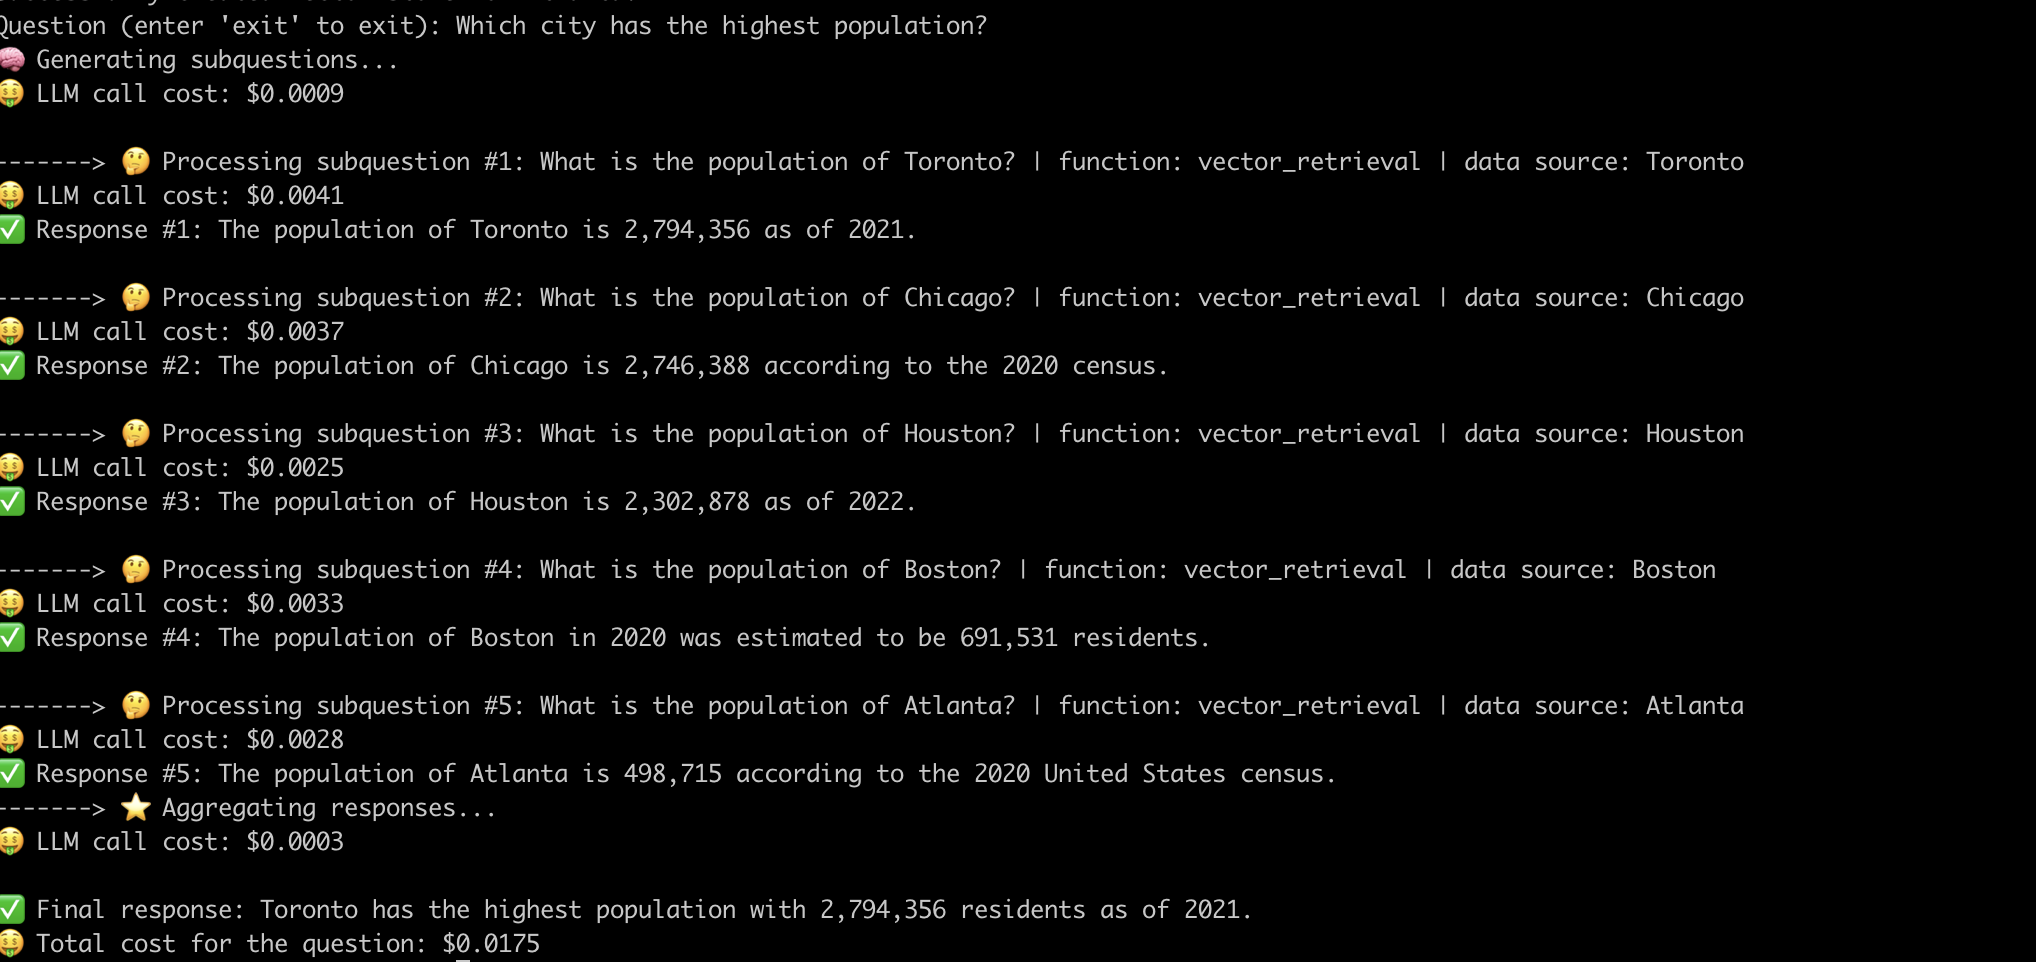 Question (enter 'exit' to exit): Which city has the highest population?
🧠 Generating subquestions...
🤑 LLM call cost: $0.0009
-------> 🤔 Processing subquestion #1: What is the population of Toronto? | function: vector_retrieval | data source: Toronto
🤑 LLM call cost: $0.0041
✅ Response #1: The population of Toronto is 2,794,356 as of 2021.
-------> 🤔 Processing subquestion #2: What is the population of Chicago? | function: vector_retrieval | data source: Chicago
🤑 LLM call cost: $0.0037
✅ Response #2: The population of Chicago is 2,746,388 according to the 2020 census.
-------> 🤔 Processing subquestion #3: What is the population of Houston? | function: vector_retrieval | data source: Houston
🤑 LLM call cost: $0.0025
✅ Response #3: The population of Houston is 2,302,878 as of 2022.
-------> 🤔 Processing subquestion #4: What is the population of Boston? | function: vector_retrieval | data source: Boston
🤑 LLM call cost: $0.0033
✅ Response #4: The population of Boston in 2020 was estimated to be 691,531 residents.
-------> 🤔 Processing subquestion #5: What is the population of Atlanta? | function: vector_retrieval | data source: Atlanta
🤑 LLM call cost: $0.0028
✅ Response #5: The population of Atlanta is 498,715 according to the 2020 United States census.
-------> ⭐ Aggregating responses...
🤑 LLM call cost: $0.0003
✅ Final response: Toronto has the highest population with 2,794,356 residents as of 2021.
🤑 Total cost for the question: $0.0175